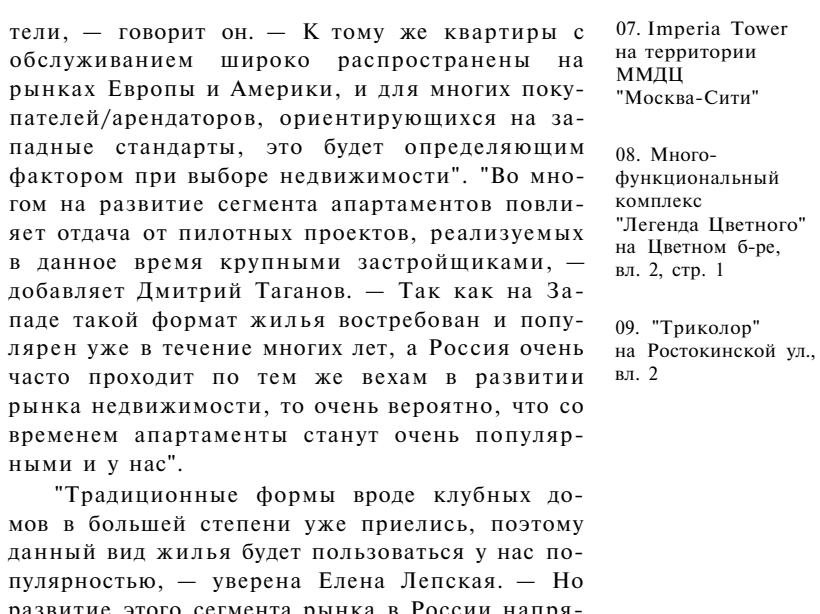 тели, — говорит он. — К тому же квартиры с
обслуживанием широко распространены на
рынках Европы и Америки, и для многих поку-
пателей/арендаторов, ориентирующихся на за-
падные стандарты, это будет определяющим
фактором при выборе недвижимости". "Во мно-
гом на развитие сегмента апартаментов повли-
яет отдача от пилотных проектов, реализуемых
в данное время крупными застройщиками, —
добавляет Дмитрий Таганов. — Так как на За-
паде такой формат жилья востребован и попу-
лярен уже в течение многих лет, а Россия очень
часто проходит по тем же вехам в развитии
рынка недвижимости, то очень вероятно, что со
временем апартаменты станут очень популяр-
ными и у нас".
"Традиционные формы вроде клубных до-
мов в большей степени уже приелись, поэтому
данный вид жилья будет пользоваться у нас по-
пулярностью, — уверена Елена Лепская. — Но
развитие этого сегмента рынка в России напря-
07. Imperia Tower
на территории
ММДЦ
"Москва-Сити"
08. Много-
функциональный
комплекс
"Легенда Цветного"
на Цветном б-ре,
вл. 2, стр. 1
09. "Триколор"
на Ростокинской ул.,
вл. 2